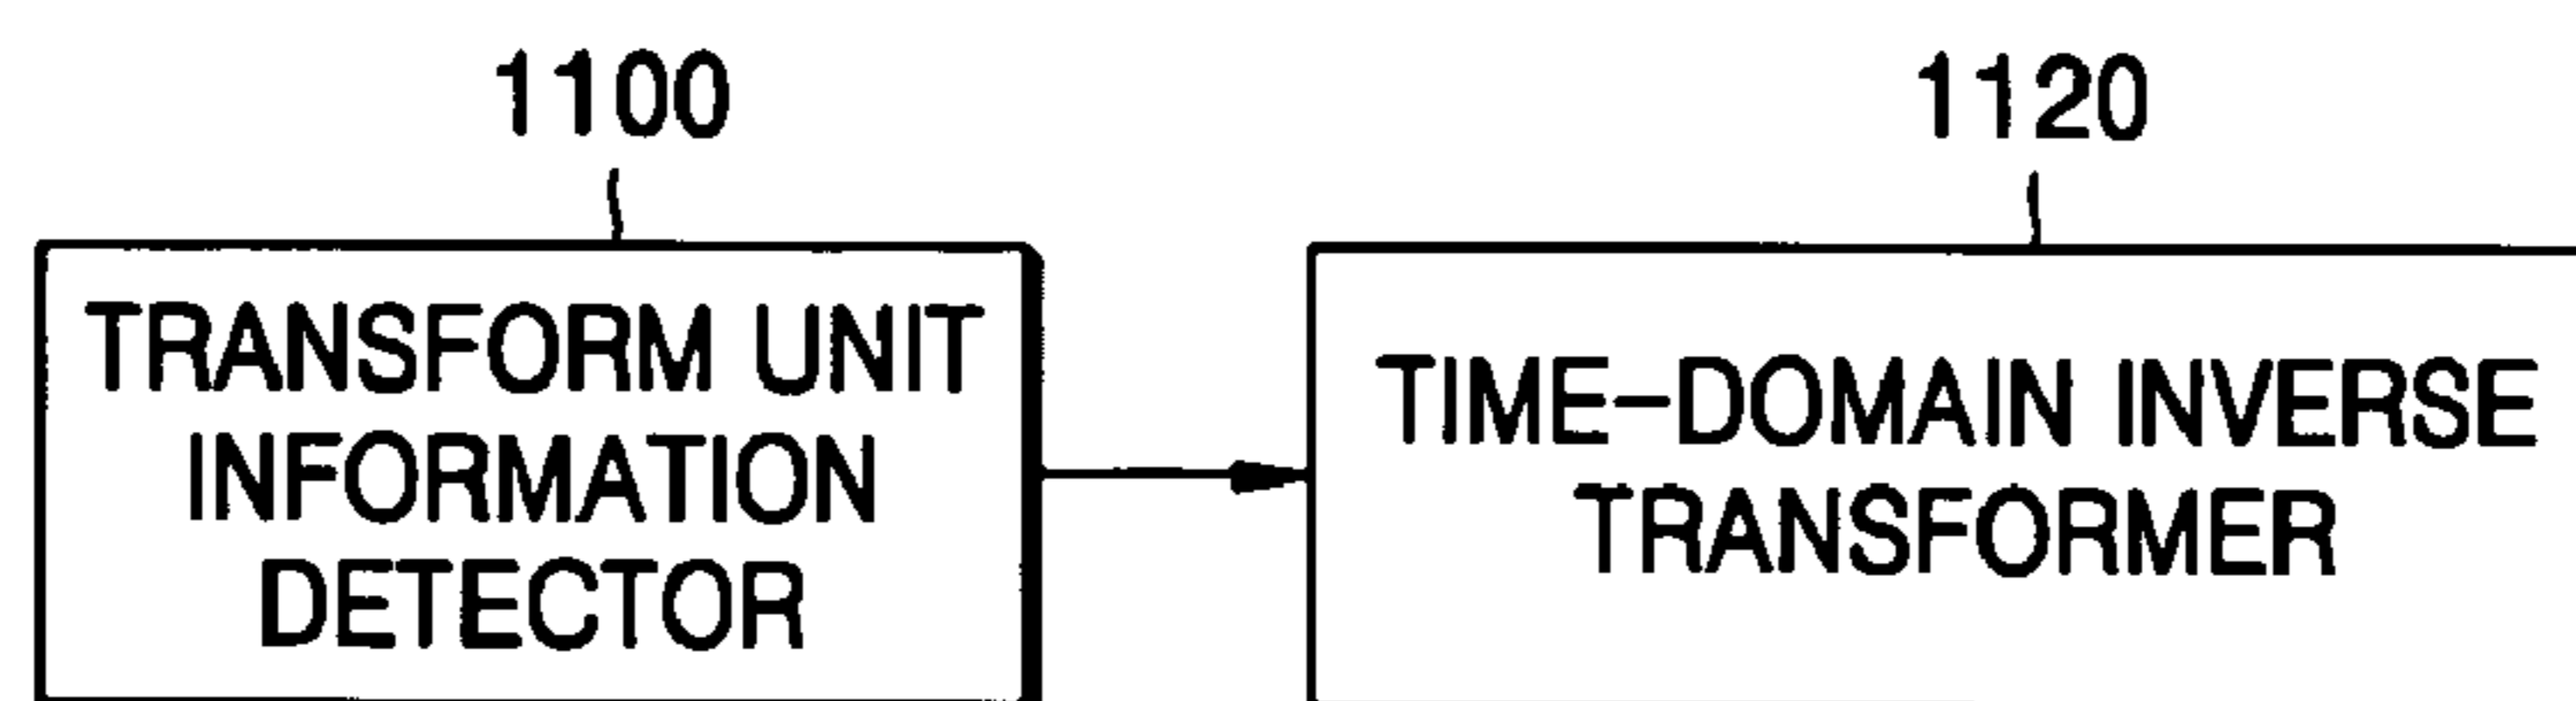 1100
TRANSFORM UNIT
INFORMATION
DETECTOR
1120
TIME-DOMAIN INVERSE
TRANSFORMER